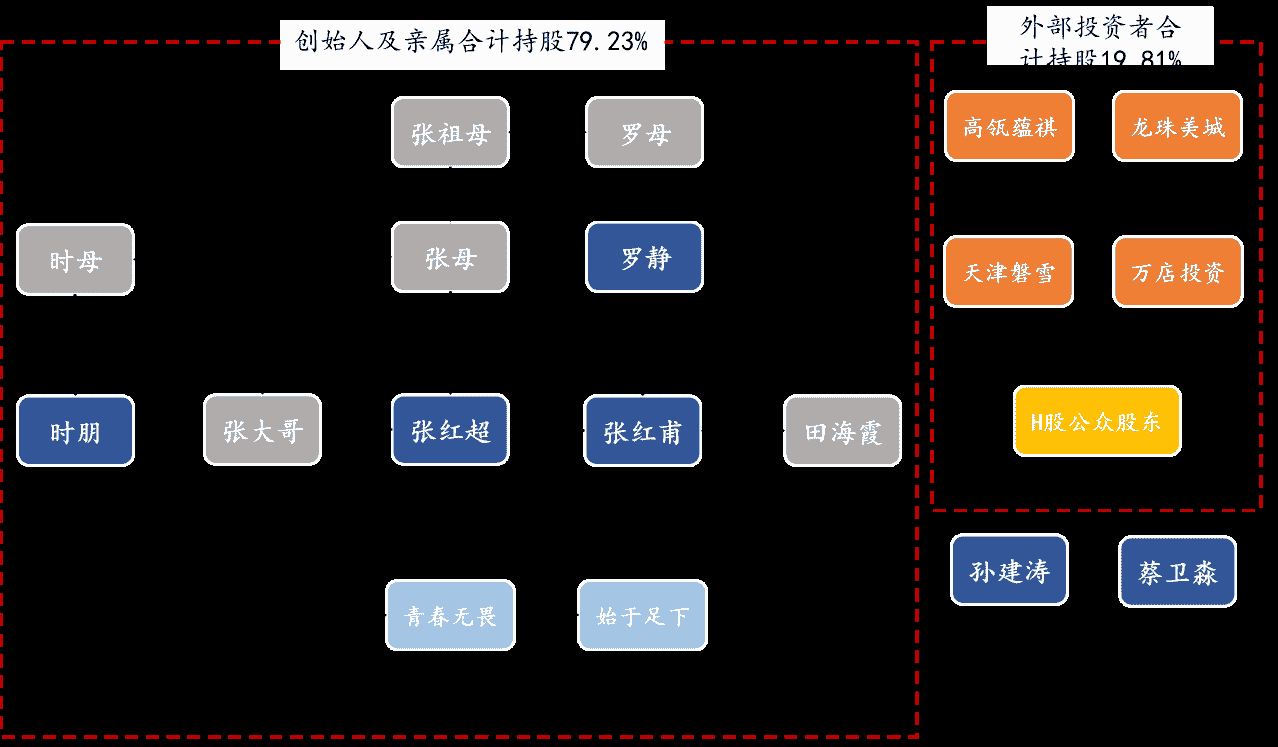 创始人及亲属合计持股79.23%
外部投资者合
计持股19.81%
张祖母
罗母
高瓴蕴祺
龙珠美城
时母
张母
罗静
天津磐雪
万店投资
时朋
张大哥
张红超
张红甫
田海霞
H股公众股东
孙建涛
蔡卫淼
青春无畏
始于足下